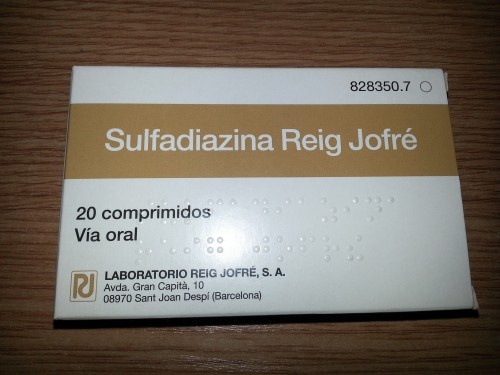 828350.7
Sulfadiazina Reig Jofré
20 comprimidos
Vía oral
LABORATORIO REIG JOFRÉ, S. A.
Avda. Gran Capità, 10
08970 Sant Joan Despí (Barcelona)